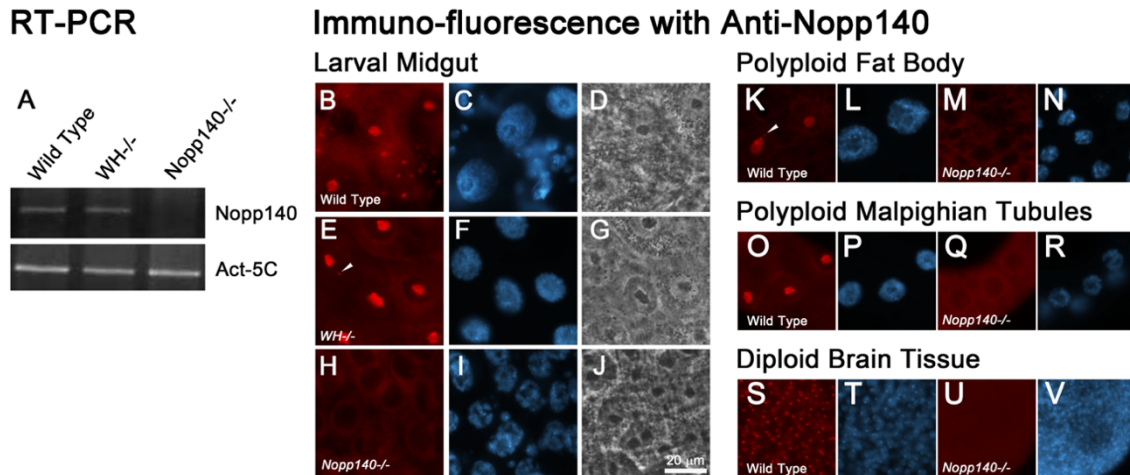 RT-PCR
Immuno-fluorescence with Anti-Nopp140
Larval Midgut
Polyploid Fat Body
A
Wild Type
WH-/-
Nopp140-/-
Nopp140
Act-5C
B
Wild Type
C
D
E
WH-/-
F
G
H
Nopp140-/-
I
J
20 μm
K
Wild Type
L
M
Nopp140-/-
N
Polyploid Malpighian Tubules
O
Wild Type
P
Q
Nopp140-/-
R
Diploid Brain Tissue
S
Wild Type
T
U
Nopp140-/-
V